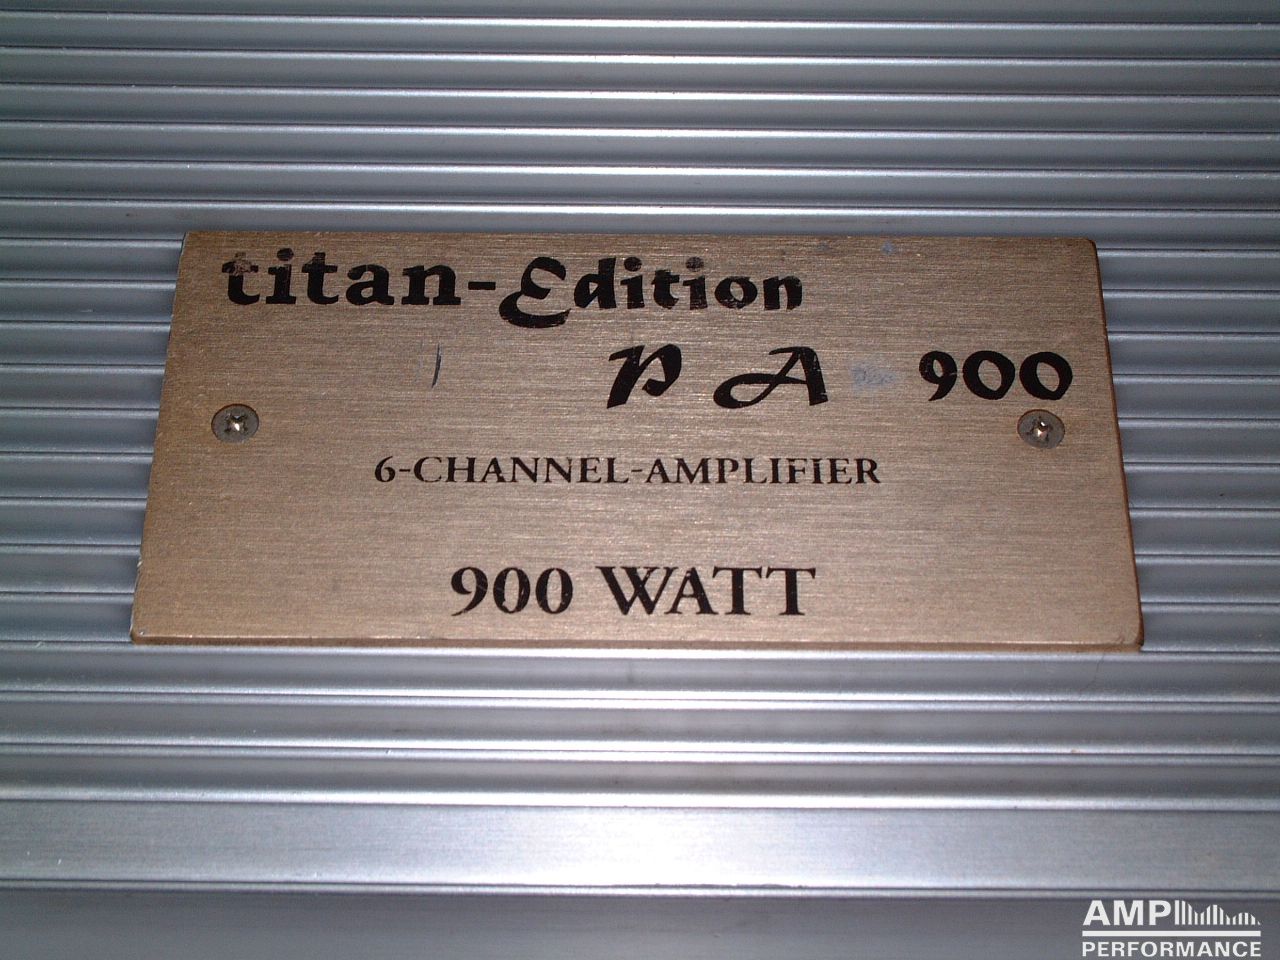 titan-Edition
PA 900
6-CHANNEL-AMPLIFIER
900 WATT
AMP
PERFORMANCE